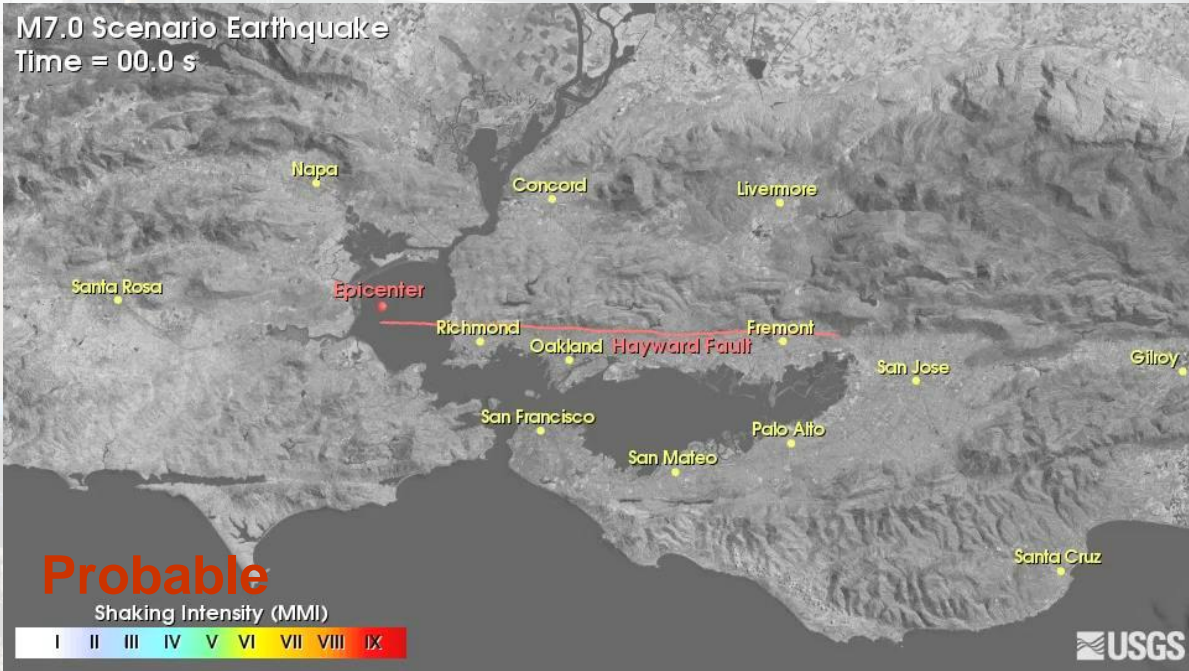 M7.0 Scenario Earthquake
Time = 00.0 s
Napa
Concord
Livermore
Santa Rosa
Epicenter
Richmond
Fremont
Oakland
Hayward Fault
Gilroy
San Jose
San Francisco
Palo Alto
San Mateo
Santa Cruz
Probable
Shaking Intensity (MMI)
I II III IV V VI VII VIII IX
USGS